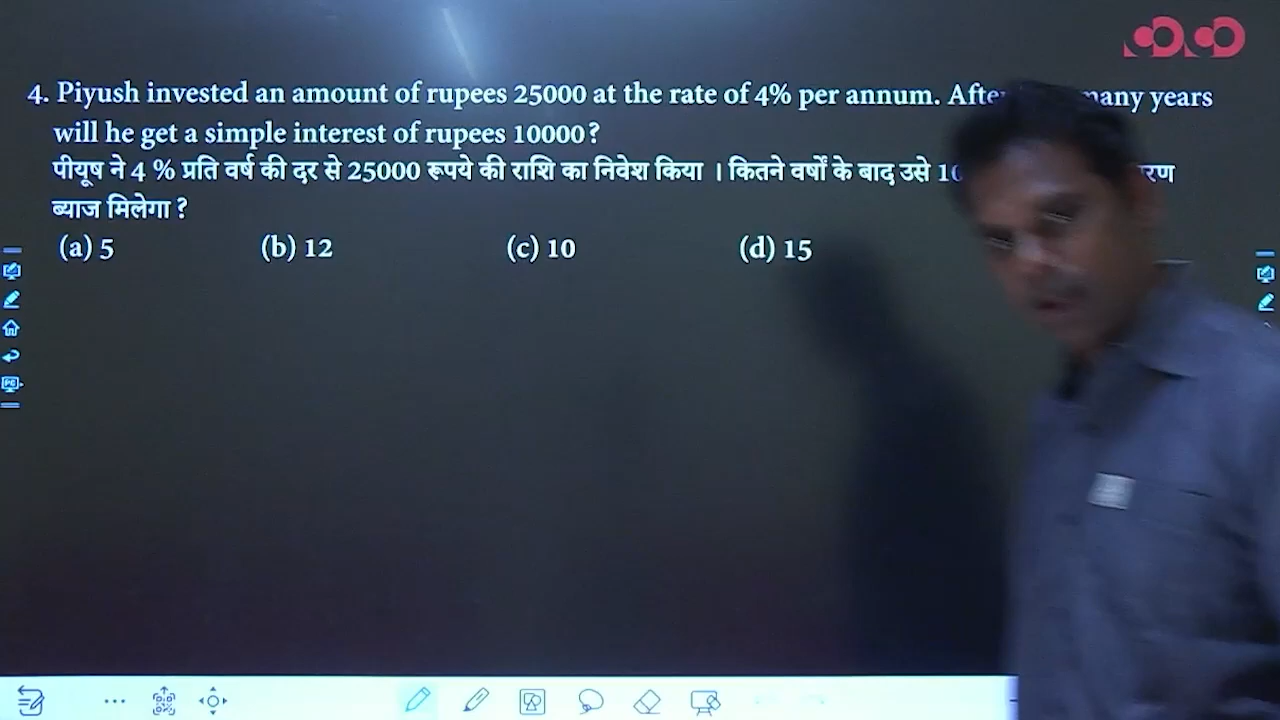 4. Piyush invested an amount of rupees 25000 at the rate of 4% per annum. After many years
will he get a simple interest of rupees 10000?
पीयूष ने 4 % प्रति वर्ष की दर से 25000 रूपये की राशि का निवेश किया । कितने वर्षों के बाद उसे
ब्याज मिलेगा ?
(a) 5 (b) 12 (c) 10 (d) 15